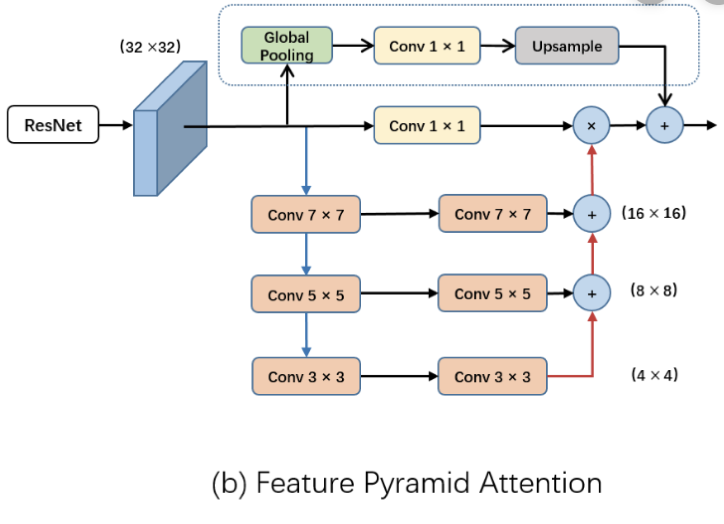 Global
Pooling
Conv 1 × 1
Upsample
(32 ×32)
ResNet
Conv 1 × 1
×
+
Conv 7 × 7
Conv 7 × 7
+
(16 × 16)
Conv 5 × 5
Conv 5 × 5
+
(8 × 8)
Conv 3 × 3
Conv 3 × 3
(4 × 4)
(b) Feature Pyramid Attention